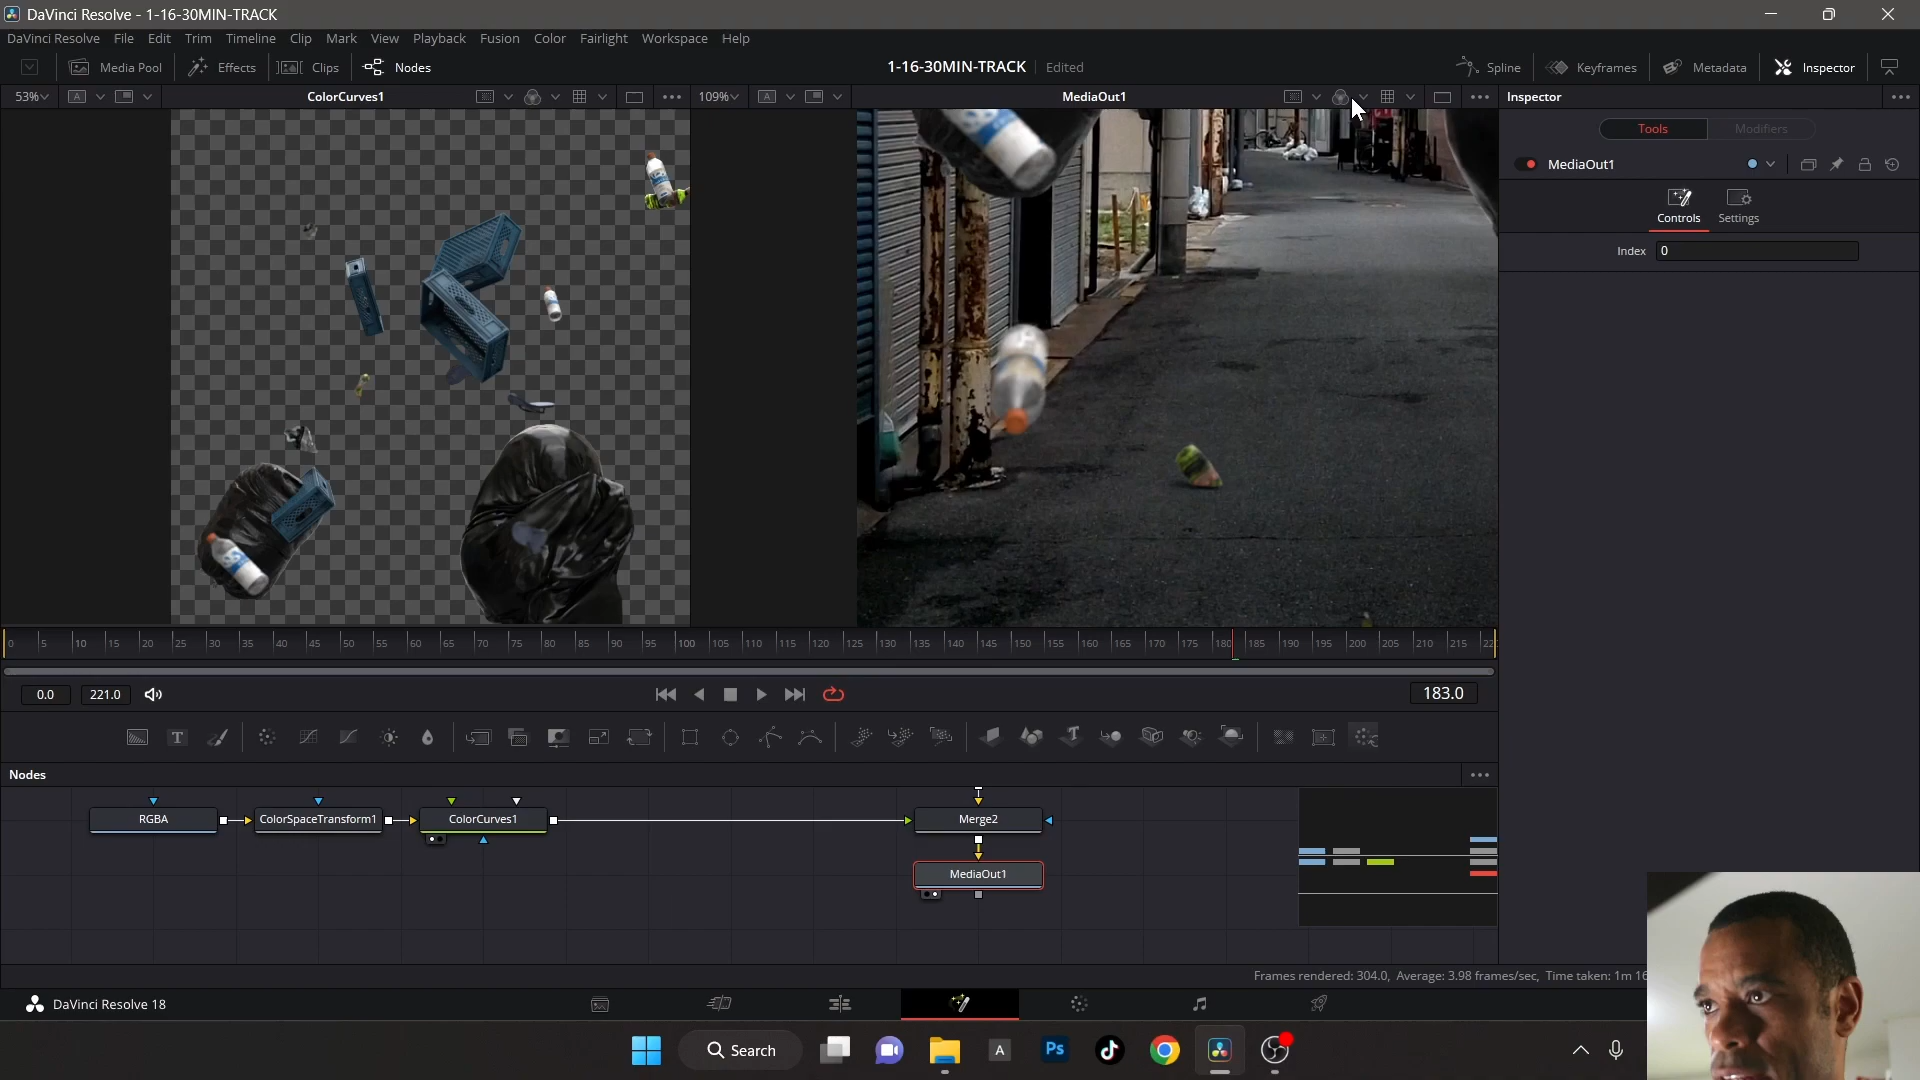 DaVinci Resolve - 1-16-30MIN-TRACK
DaVinci Resolve File Edit Trim Timeline Clip Mark View Playback Fusion Color Fairlight Workspace Help
Media Pool Effects Clips Nodes 1-16-30MIN-TRACK Edited Spline Keyframes Metadata Inspector
53% A ColorCurves1 109% A MediaOut1 Inspector
Tools Modifiers
MediaOut1
Controls Settings
Index 0
0 5 10 15 20 25 30 35 40 45 50 55 60 65 70 75 80 85 90 95 100 105 110 115 120 125 130 135 140 145 150 155 160 165 170 175 180 185 190 195 200 205 210 215
0.0 221.0 183.0
T T
Nodes
RGBA ColorSpaceTransform1 ColorCurves1 Merge2
MediaOut1
Frames rendered: 304.0, Average: 3.98 frames/sec, Time taken: 1m 16
DaVinci Resolve 18
Search A Ps